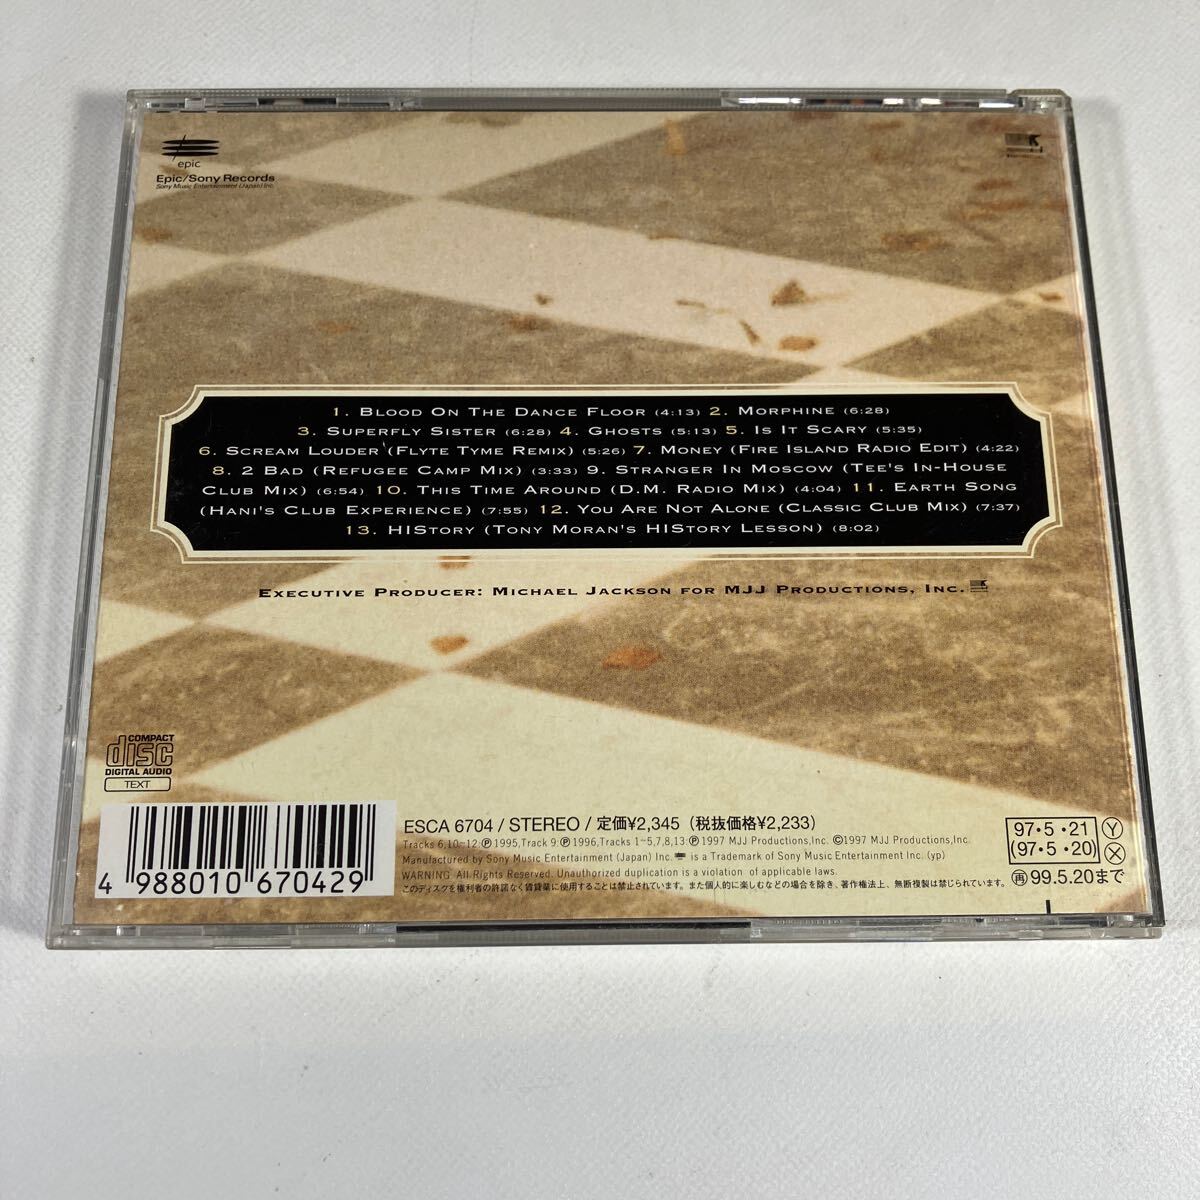 epic
Epic/Sony Records
Sony Music Entertainment (Japan) Inc.
1. Blood On The Dance Floor (4:13) 2. Morphine (6:28)
3. Superfly Sister (6:28) 4. Ghosts (5:13) 5. Is It Scary (5:35)
6. Scream Louder (Flyte Tyme Remix) (5:26) 7. Money (Fire Island Radio Edit) (4:22)
8. 2 Bad (Refugee Camp Mix) (3:33) 9. Stranger In Moscow (Tee's In-House
Club Mix) (6:54) 10. This Time Around (D.M. Radio Mix) (4:04) 11. Earth Song
(Hani's Club Experience) (7:55) 12. You Are Not Alone (Classic Club Mix) (7:37)
13. HIStory (Tony Moran's HIStory Lesson) (8:02)
Executive Producer: Michael Jackson for MJJ Productions, Inc.
COMPACT
disc
DIGITAL AUDIO
TEXT
4 988010 670429
ESCA 6704 / STEREO / 定価¥2,345 (税抜価格¥2,233)
Tracks 6,10~12:Ⓟ1995,Track 9:Ⓟ1996,Tracks 1~5,7,8,13:Ⓟ1997 MJJ Productions,Inc. Ⓒ1997 MJJ Productions,Inc.
Manufactured by Sony Music Entertainment (Japan) Inc. is a Trademark of Sony Music Entertainment Inc. (yp)
WARNING: All Rights Reserved. Unauthorized duplication is a violation of applicable laws.
このディスクを権利者の許諾なく賃貸業に使用することは禁止されています。また個人的に楽しむなどの場合を除き、著作権法上、無断複製は禁じられています。
97・5・21 Ⓨ
(97・5・20) Ⓧ
再99.5.20まで